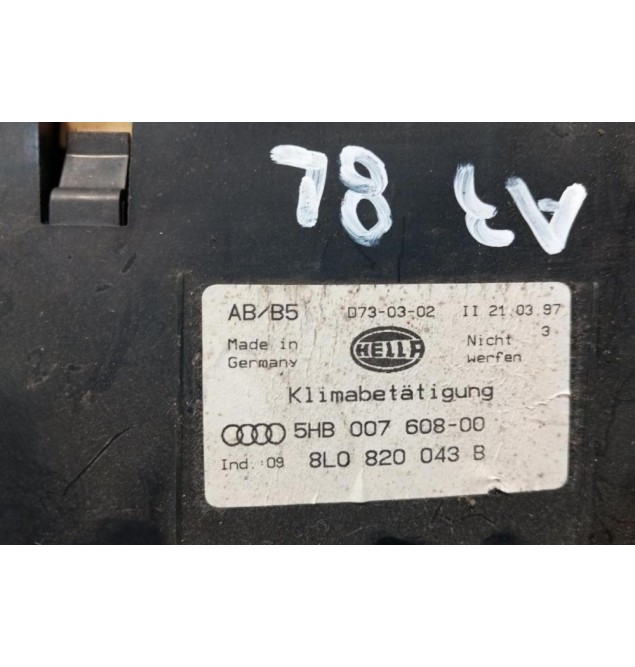 A3 8L
AB/B5 D73-03-02 II 21.03.97
3
Made in Germany HELLA Nicht werfen
Klimabetätigung
5HB 007 608-00
Ind.:09 8L0 820 043 B